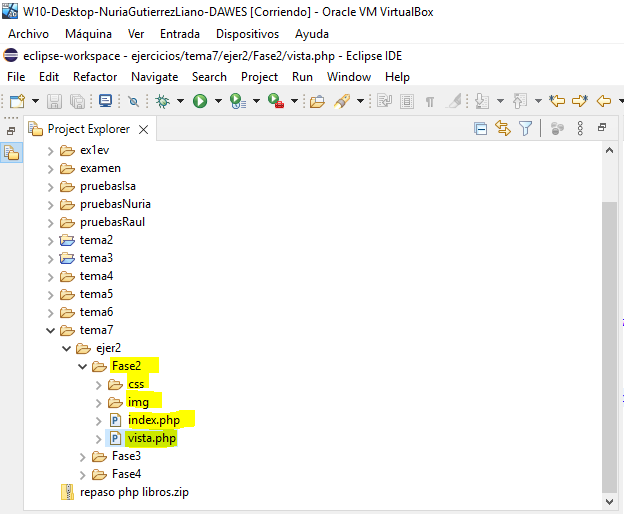 W10-Desktop-NuriaGutierrezLiano-DAWES [Corriendo] - Oracle VM VirtualBox
Archivo Máquina Ver Entrada Dispositivos Ayuda
eclipse-workspace - ejercicios/tema7/ejer2/Fase2/vista.php - Eclipse IDE
File Edit Refactor Navigate Search Project Run Window Help
Project Explorer
ex1ev
examen
pruebasIsa
pruebasNuria
pruebasRaul
tema2
tema3
tema4
tema5
tema6
tema7
ejer2
Fase2
css
img
index.php
vista.php
Fase3
Fase4
repaso php libros.zip